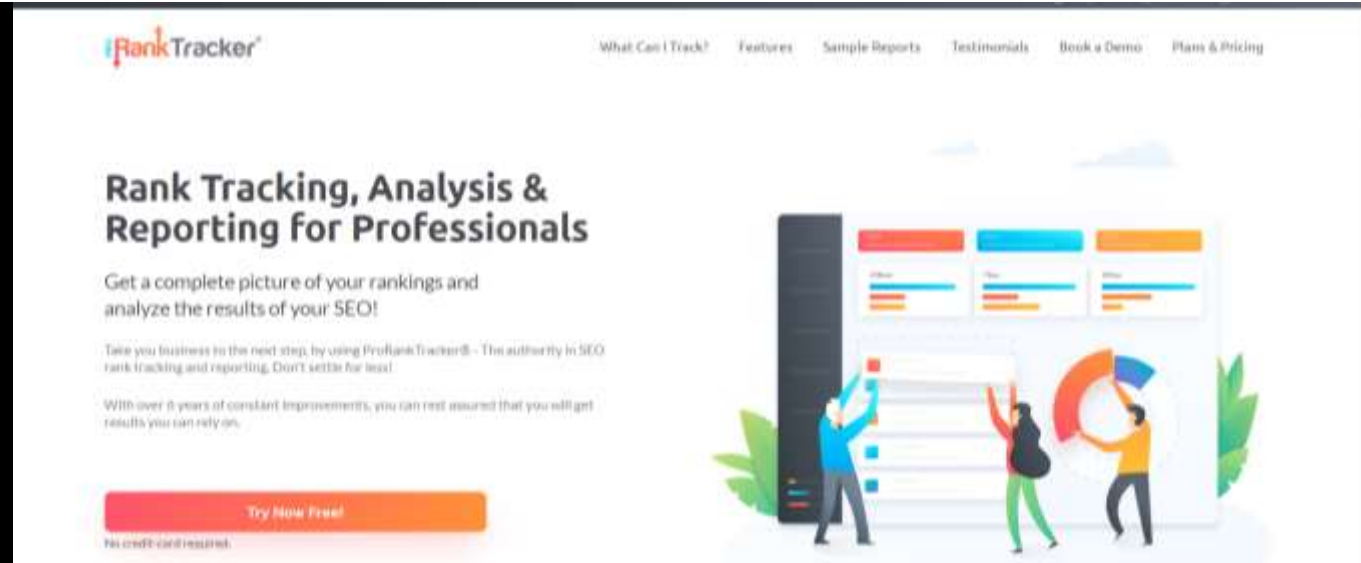 RankTracker®
What Can I Track? Features Sample Reports Testimonials Book a Demo Plans & Pricing
Rank Tracking, Analysis &
Reporting for Professionals
Get a complete picture of your rankings and
analyze the results of your SEO!
Take you business to the next step, by using ProRankTracker® - The authority in SEO
rank tracking and reporting. Don't settle for less!
With over 6 years of constant improvements, you can rest assured that you will get
results you can rely on.
Try Now Free!
No credit card required.